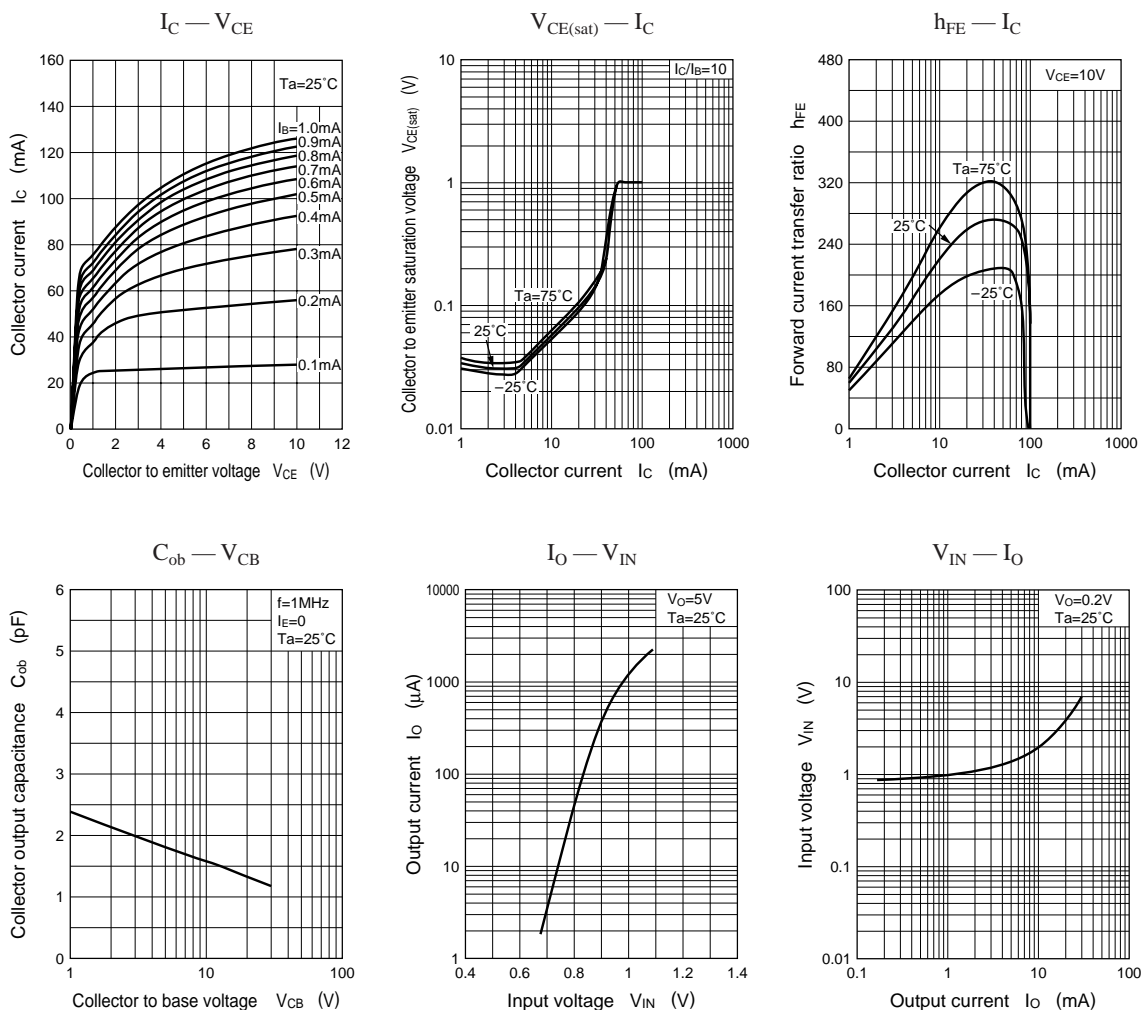 I_C — V_CE
160
140
120
100
80
60
40
20
0
Collector current I_C (mA)
Ta=25˚C
I_B=1.0mA
0.9mA
0.8mA
0.7mA
0.6mA
0.5mA
0.4mA
0.3mA
0.2mA
0.1mA
0 2 4 6 8 10 12
Collector to emitter voltage V_CE (V)
V_CE(sat) — I_C
10
1
0.1
0.01
Collector to emitter saturation voltage V_CE(sat) (V)
I_C/I_B=10
Ta=75˚C
25˚C
–25˚C
1 10 100 1000
Collector current I_C (mA)
h_FE — I_C
480
400
320
240
160
80
0
Forward current transfer ratio h_FE
V_CE=10V
Ta=75˚C
25˚C
–25˚C
1 10 100 1000
Collector current I_C (mA)
C_ob — V_CB
6
5
4
3
2
1
0
Collector output capacitance C_ob (pF)
f=1MHz
I_E=0
Ta=25˚C
1 10 100
Collector to base voltage V_CB (V)
I_O — V_IN
10000
1000
100
10
1
Output current I_O (µA)
V_O=5V
Ta=25˚C
0.4 0.6 0.8 1 1.2 1.4
Input voltage V_IN (V)
V_IN — I_O
100
10
1
0.1
0.01
Input voltage V_IN (V)
V_O=0.2V
Ta=25˚C
0.1 1 10 100
Output current I_O (mA)